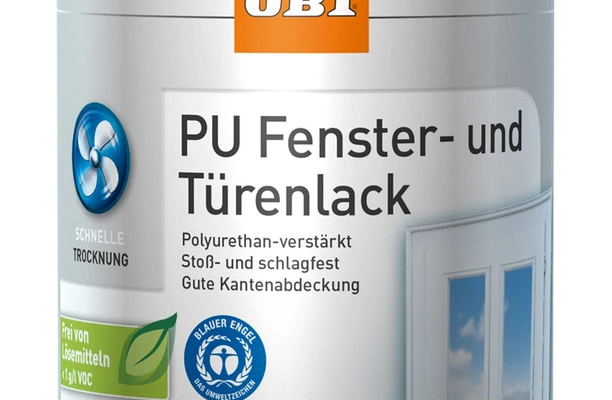 OBI
PU Fenster- und
Türenlack
Polyurethan-verstärkt
Stoß- und schlagfest
Gute Kantenabdeckung
SCHNELLE
TROCKNUNG
Frei von
Lösemitteln
< 1 g/l VOC
BLAUER ENGEL
DAS UMWELTZEICHEN